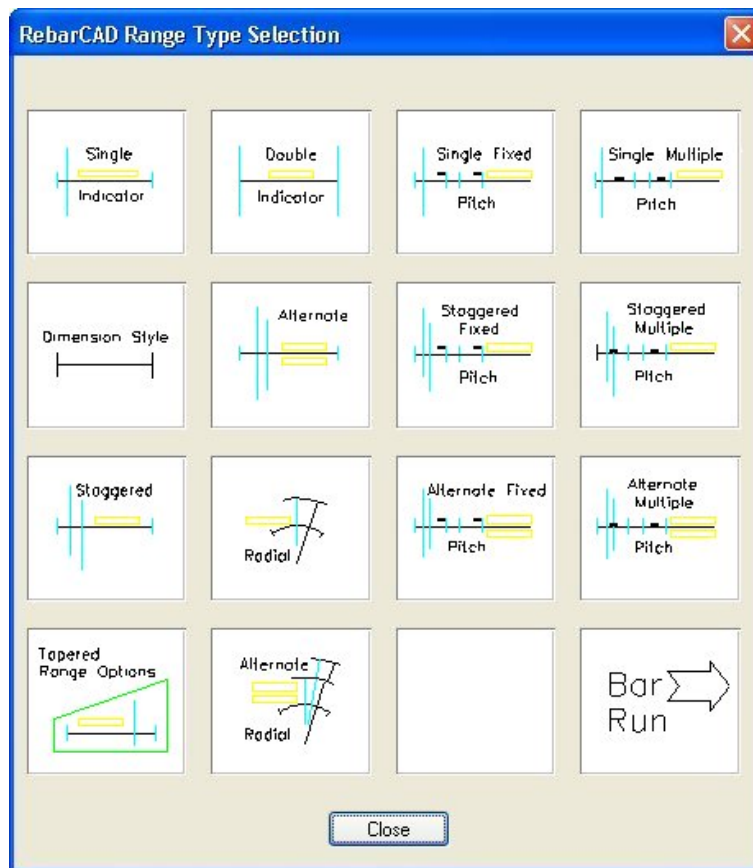 RebarCAD Range Type Selection
Single
Indicator
Double
Indicator
Single Fixed
Pitch
Single Multiple
Pitch
Dimension Style
Alternate
Staggered
Fixed
Pitch
Staggered
Multiple
Pitch
Staggered
Radial
Alternate Fixed
Pitch
Alternate
Multiple
Pitch
Tapered
Range Options
Alternate
Radial
Bar
Run
Close